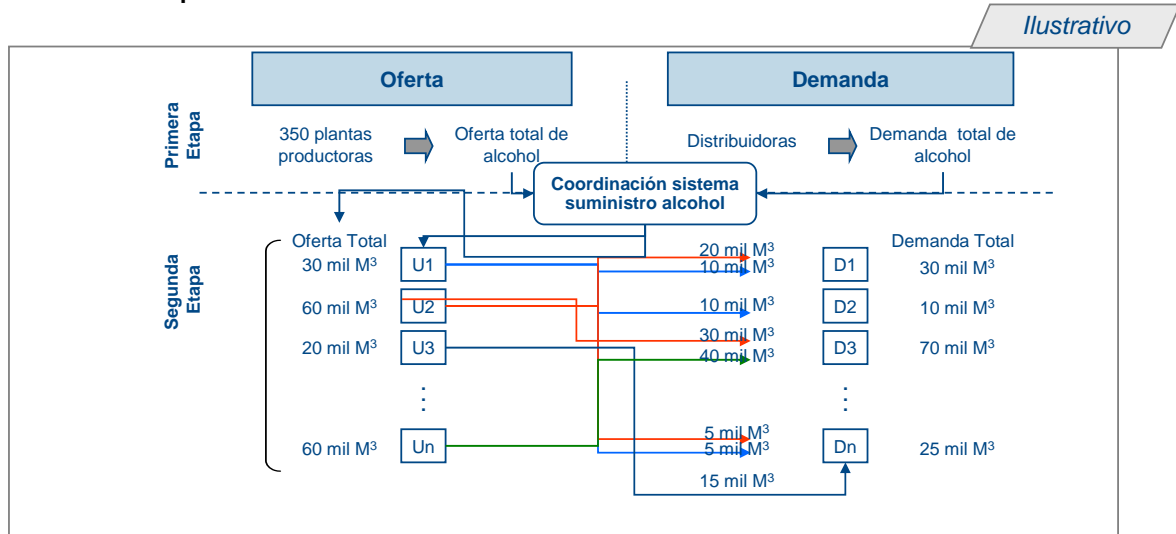 Ilustrativo
Oferta
Demanda
Primera
Etapa
350 plantas
productoras
Oferta total de
alcohol
Distribuidoras
Demanda total de
alcohol
Coordinación sistema
suministro alcohol
Segunda
Etapa
Oferta Total
Demanda Total
30 mil M³
U1
20 mil M³
10 mil M³
D1
30 mil M³
60 mil M³
U2
10 mil M³
D2
10 mil M³
20 mil M³
U3
30 mil M³
40 mil M³
D3
70 mil M³
60 mil M³
Un
5 mil M³
5 mil M³
Dn
25 mil M³
15 mil M³